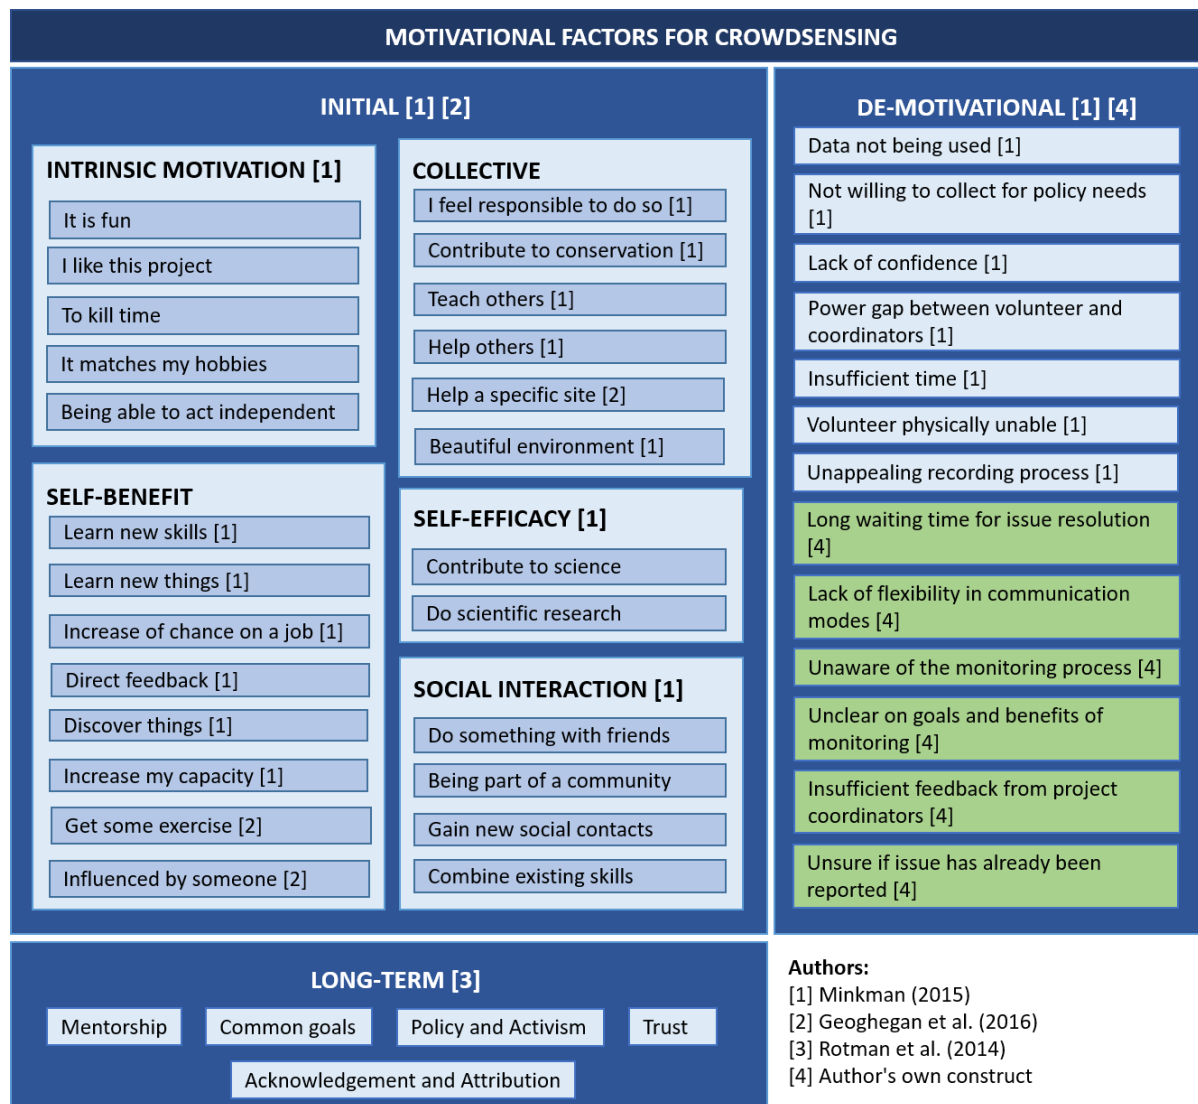 MOTIVATIONAL FACTORS FOR CROWDSENSING
INITIAL [1] [2]
INTRINSIC MOTIVATION [1]
It is fun
I like this project
To kill time
It matches my hobbies
Being able to act independent
SELF-BENEFIT
Learn new skills [1]
Learn new things [1]
Increase of chance on a job [1]
Direct feedback [1]
Discover things [1]
Increase my capacity [1]
Get some exercise [2]
Influenced by someone [2]
COLLECTIVE
I feel responsible to do so [1]
Contribute to conservation [1]
Teach others [1]
Help others [1]
Help a specific site [2]
Beautiful environment [1]
SELF-EFFICACY [1]
Contribute to science
Do scientific research
SOCIAL INTERACTION [1]
Do something with friends
Being part of a community
Gain new social contacts
Combine existing skills
DE-MOTIVATIONAL [1] [4]
Data not being used [1]
Not willing to collect for policy needs
[1]
Lack of confidence [1]
Power gap between volunteer and
coordinators [1]
Insufficient time [1]
Volunteer physically unable [1]
Unappealing recording process [1]
Long waiting time for issue resolution
[4]
Lack of flexibility in communication
modes [4]
Unaware of the monitoring process [4]
Unclear on goals and benefits of
monitoring [4]
Insufficient feedback from project
coordinators [4]
Unsure if issue has already been
reported [4]
LONG-TERM [3]
Mentorship
Common goals
Policy and Activism
Trust
Acknowledgement and Attribution
Authors:
[1] Minkman (2015)
[2] Geoghegan et al. (2016)
[3] Rotman et al. (2014)
[4] Author's own construct